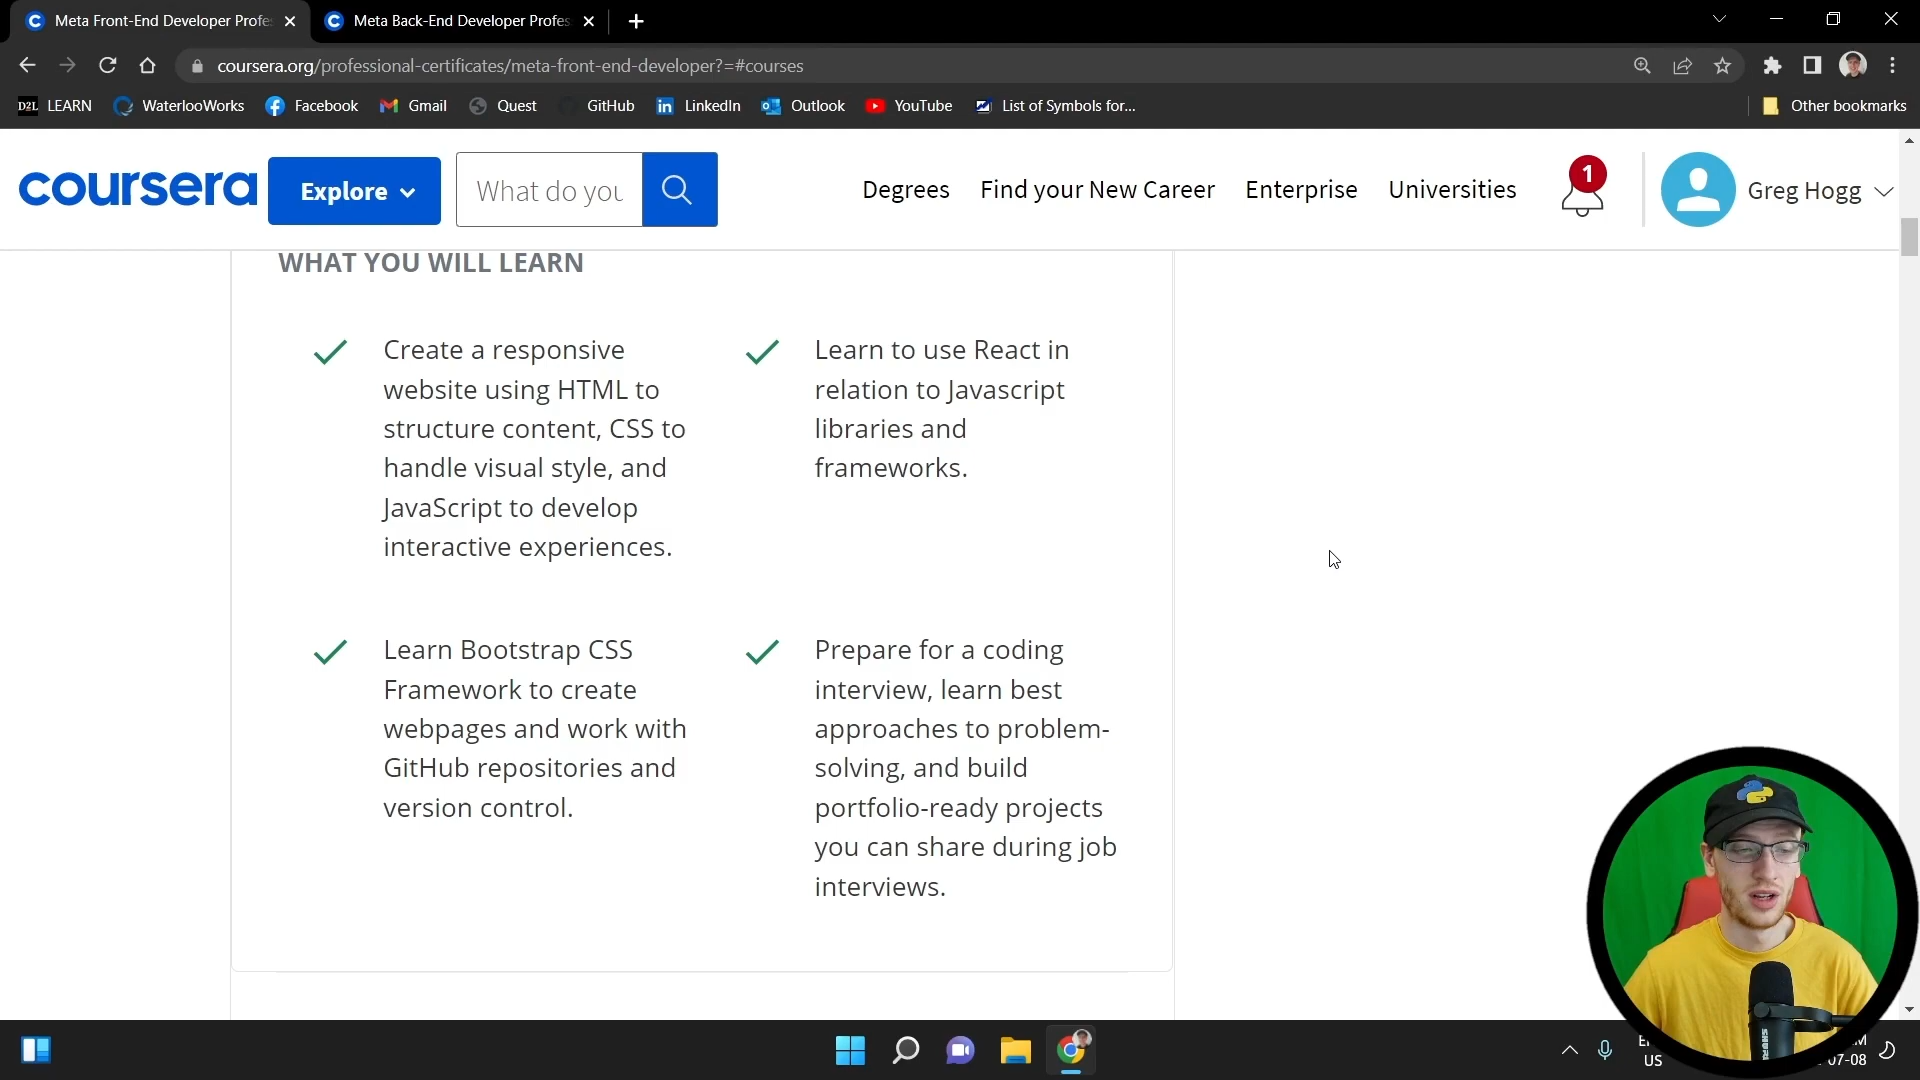 Meta Front-End Developer Profes
Meta Back-End Developer Profes
coursera.org/professional-certificates/meta-front-end-developer?=#courses
D2L LEARN WaterlooWorks Facebook Gmail Quest GitHub LinkedIn Outlook YouTube List of Symbols for... Other bookmarks
coursera Explore What do you Degrees Find your New Career Enterprise Universities 1 Greg Hogg
WHAT YOU WILL LEARN
Create a responsive
website using HTML to
structure content, CSS to
handle visual style, and
JavaScript to develop
interactive experiences.
Learn to use React in
relation to Javascript
libraries and
frameworks.
Learn Bootstrap CSS
Framework to create
webpages and work with
GitHub repositories and
version control.
Prepare for a coding
interview, learn best
approaches to problem-
solving, and build
portfolio-ready projects
you can share during job
interviews.
US
07-08